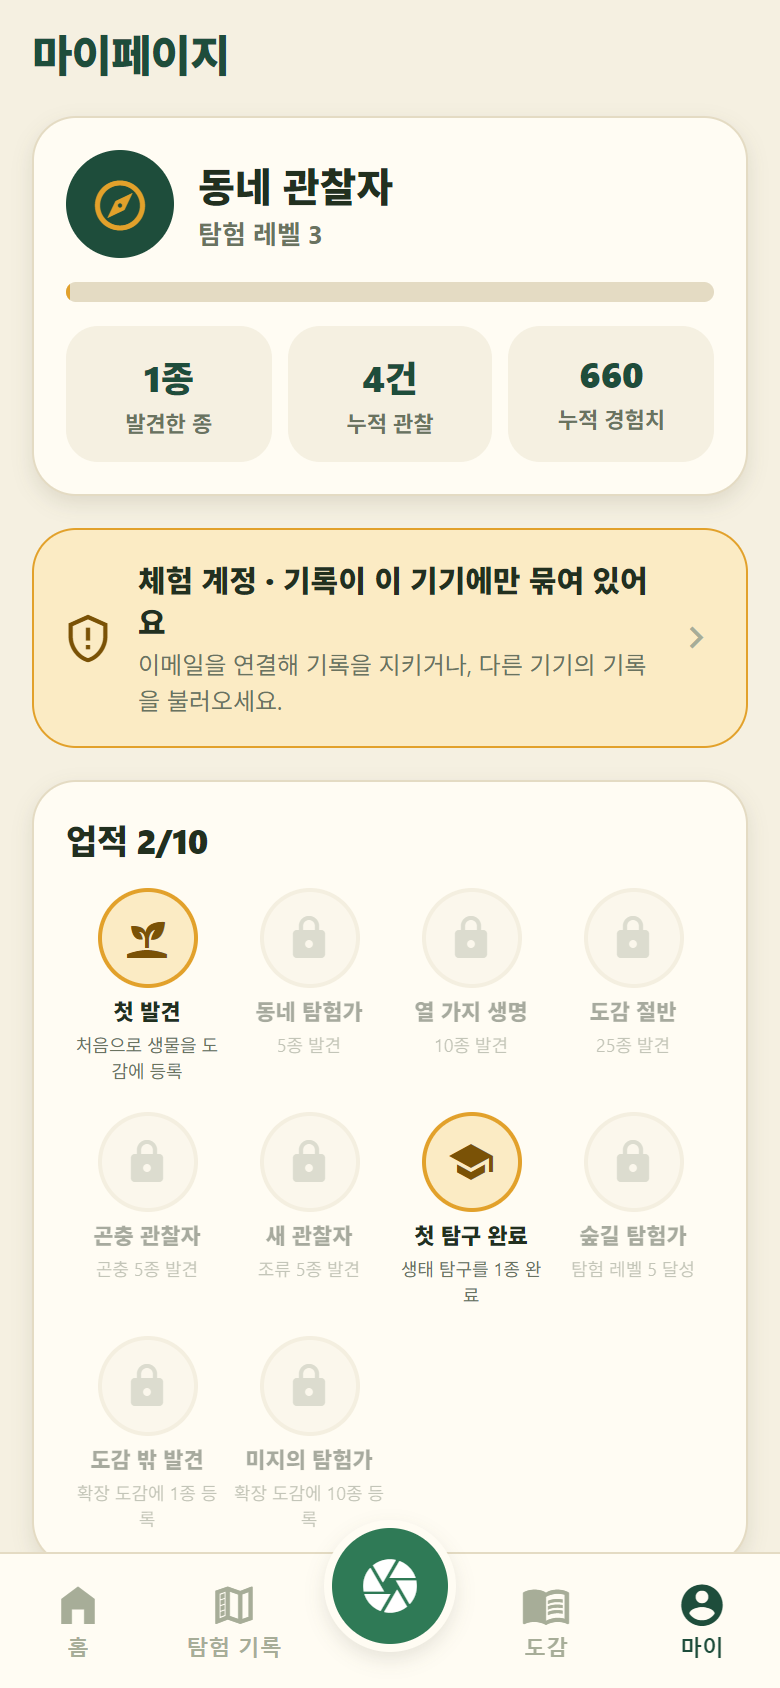 마이페이지
동네 관찰자
탐험 레벨 3
1종
발견한 종
4건
누적 관찰
660
누적 경험치
체험 계정 · 기록이 이 기기에만 묶여 있어
요
이메일을 연결해 기록을 지키거나, 다른 기기의 기록
을 불러오세요.
업적 2/10
첫 발견
처음으로 생물을 도
감에 등록
동네 탐험가
5종 발견
열 가지 생명
10종 발견
도감 절반
25종 발견
곤충 관찰자
곤충 5종 발견
새 관찰자
조류 5종 발견
첫 탐구 완료
생태 탐구를 1종 완
료
숲길 탐험가
탐험 레벨 5 달성
도감 밖 발견
확장 도감에 1종 등
록
미지의 탐험가
확장 도감에 10종 등
록
홈
탐험 기록
도감
마이